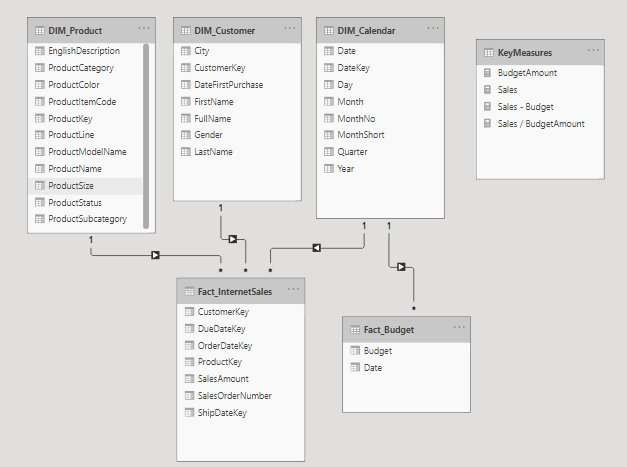 DIM_Product
EnglishDescription
ProductCategory
ProductColor
ProductItemCode
ProductKey
ProductLine
ProductModelName
ProductName
ProductSize
ProductStatus
ProductSubcategory
DIM_Customer
City
CustomerKey
DateFirstPurchase
FirstName
FullName
Gender
LastName
DIM_Calendar
Date
DateKey
Day
Month
MonthNo
MonthShort
Quarter
Year
KeyMeasures
BudgetAmount
Sales
Sales - Budget
Sales / BudgetAmount
1
1
1
1
*
*
*
*
Fact_InternetSales
CustomerKey
DueDateKey
OrderDateKey
ProductKey
SalesAmount
SalesOrderNumber
ShipDateKey
Fact_Budget
Budget
Date